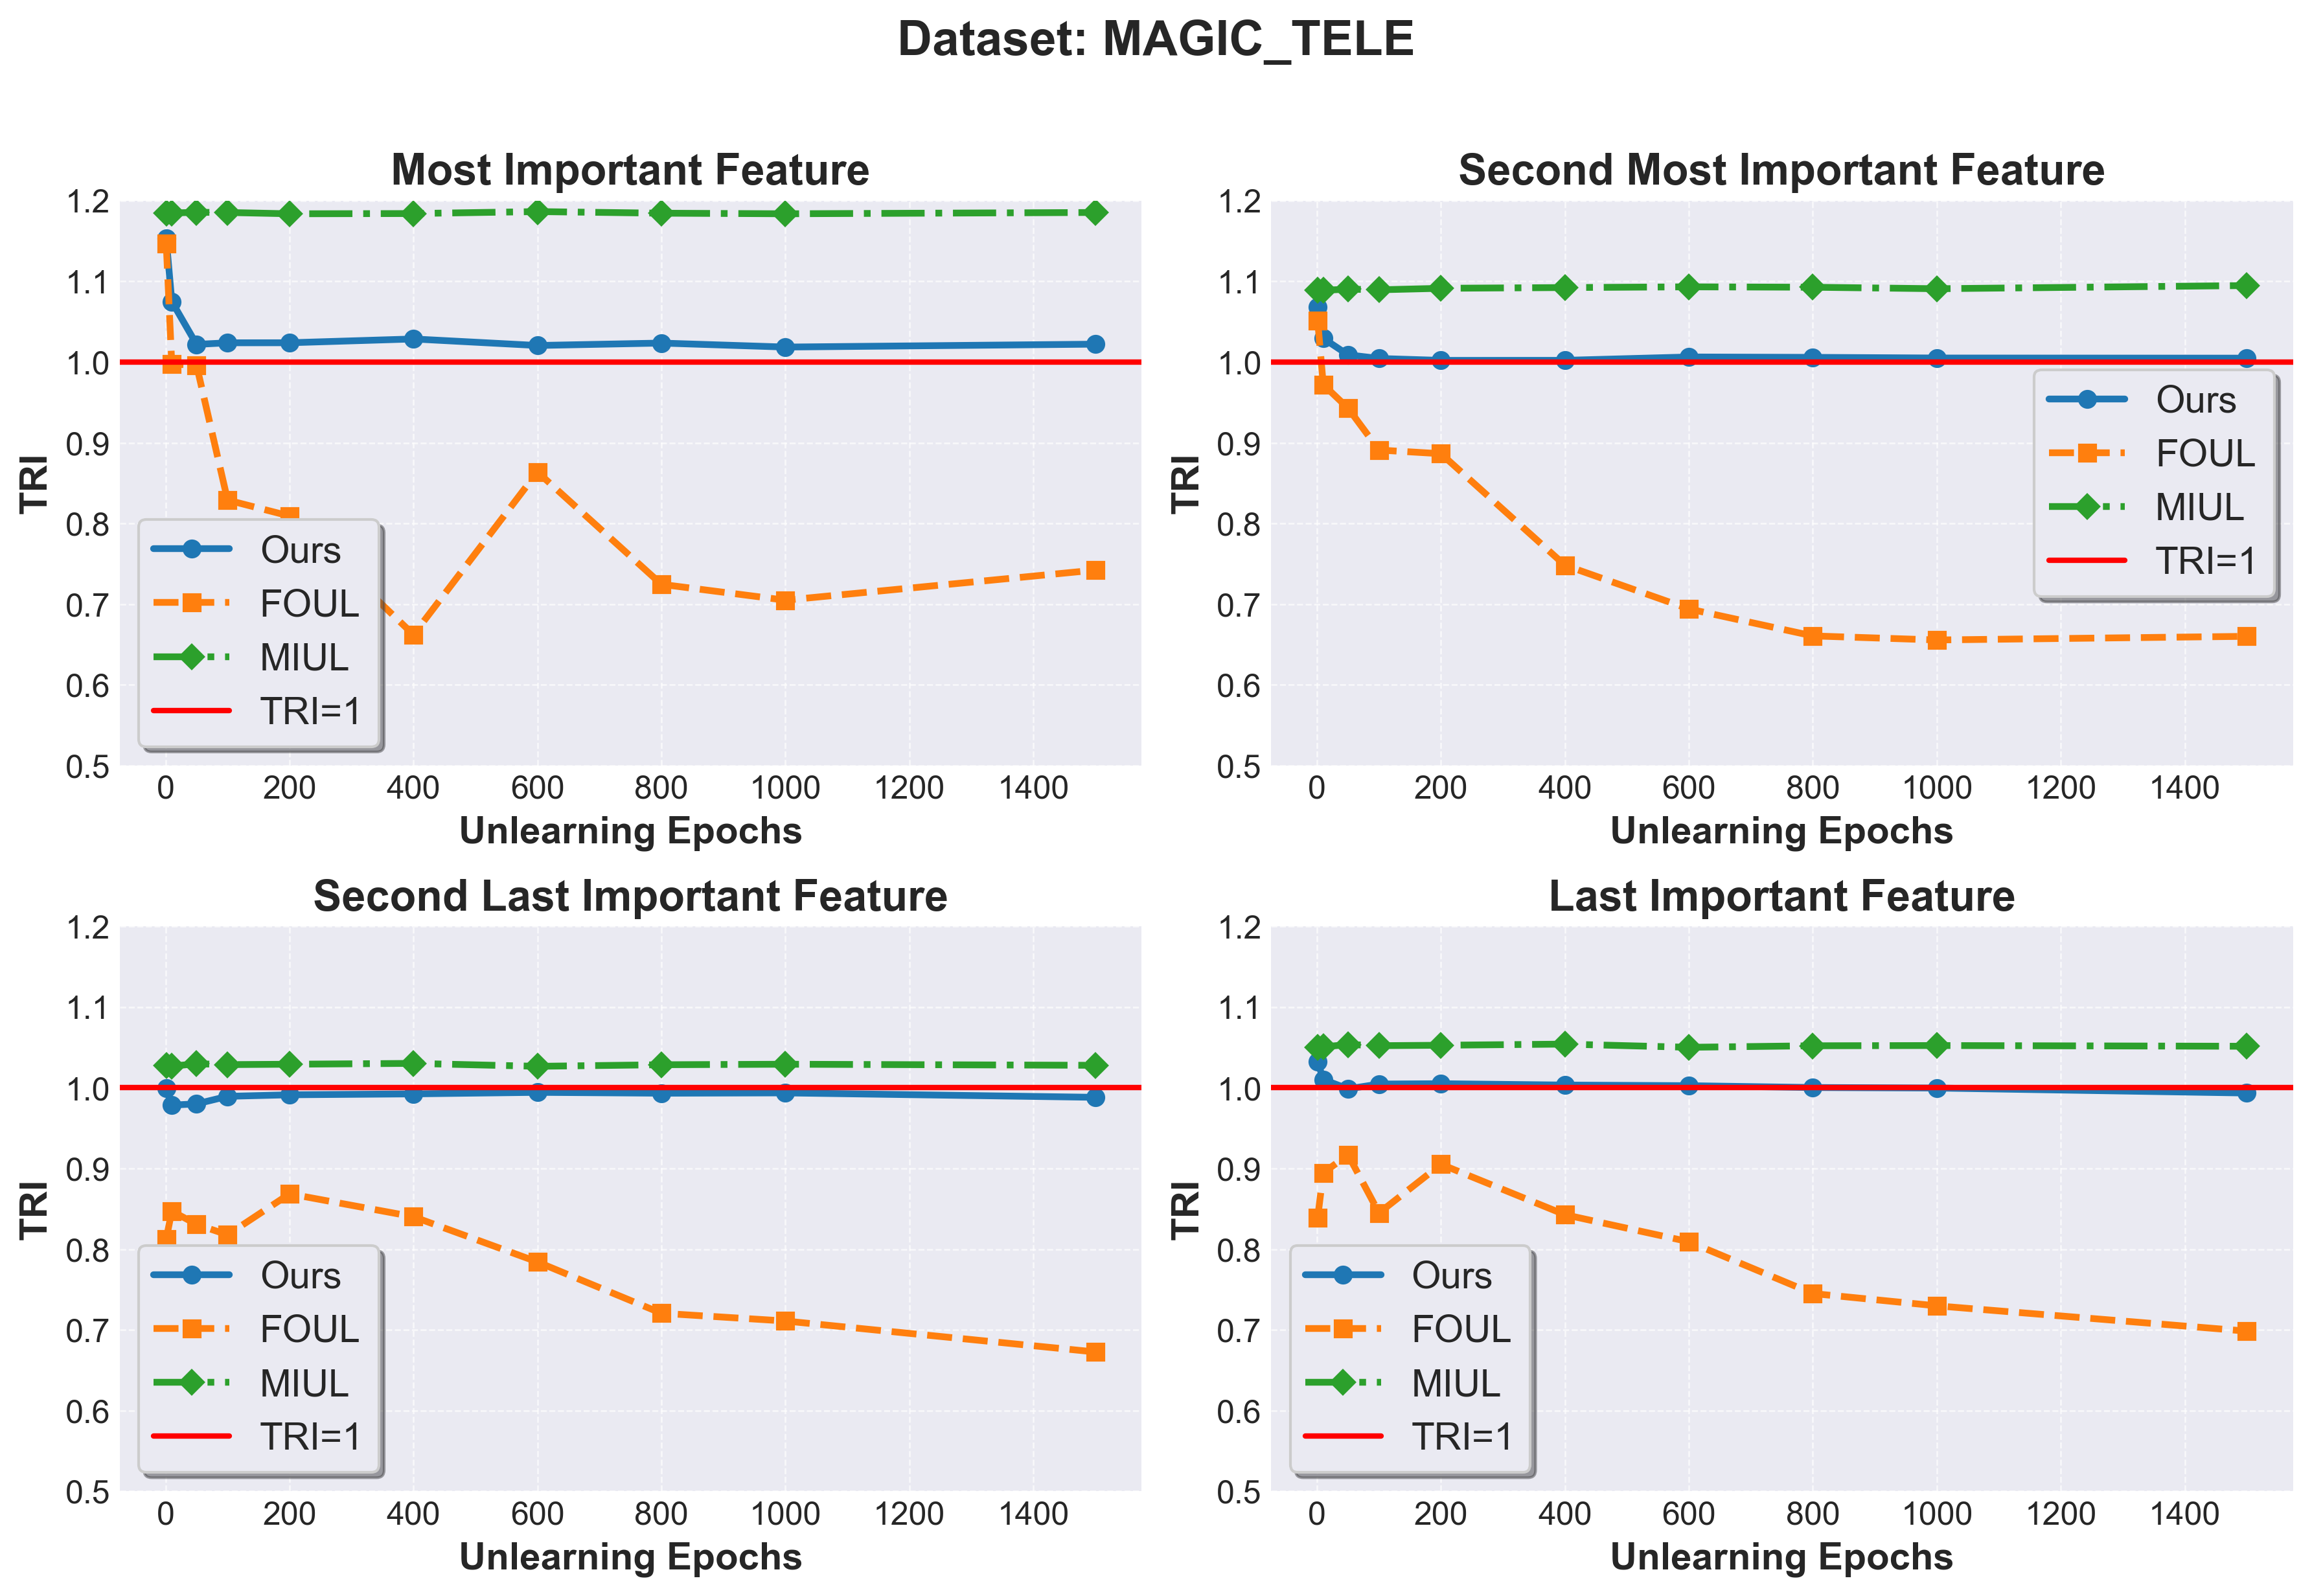 Dataset: MAGIC_TELE
Most Important Feature
1.2
1.1
1.0
0.9
0.8
0.7
0.6
0.5
TRI
Ours
FOUL
MIUL
TRI=1
0 200 400 600 800 1000 1200 1400
Unlearning Epochs
Second Most Important Feature
1.2
1.1
1.0
0.9
0.8
0.7
0.6
0.5
TRI
Ours
FOUL
MIUL
TRI=1
0 200 400 600 800 1000 1200 1400
Unlearning Epochs
Second Last Important Feature
1.2
1.1
1.0
0.9
0.8
0.7
0.6
0.5
TRI
Ours
FOUL
MIUL
TRI=1
0 200 400 600 800 1000 1200 1400
Unlearning Epochs
Last Important Feature
1.2
1.1
1.0
0.9
0.8
0.7
0.6
0.5
TRI
Ours
FOUL
MIUL
TRI=1
0 200 400 600 800 1000 1200 1400
Unlearning Epochs